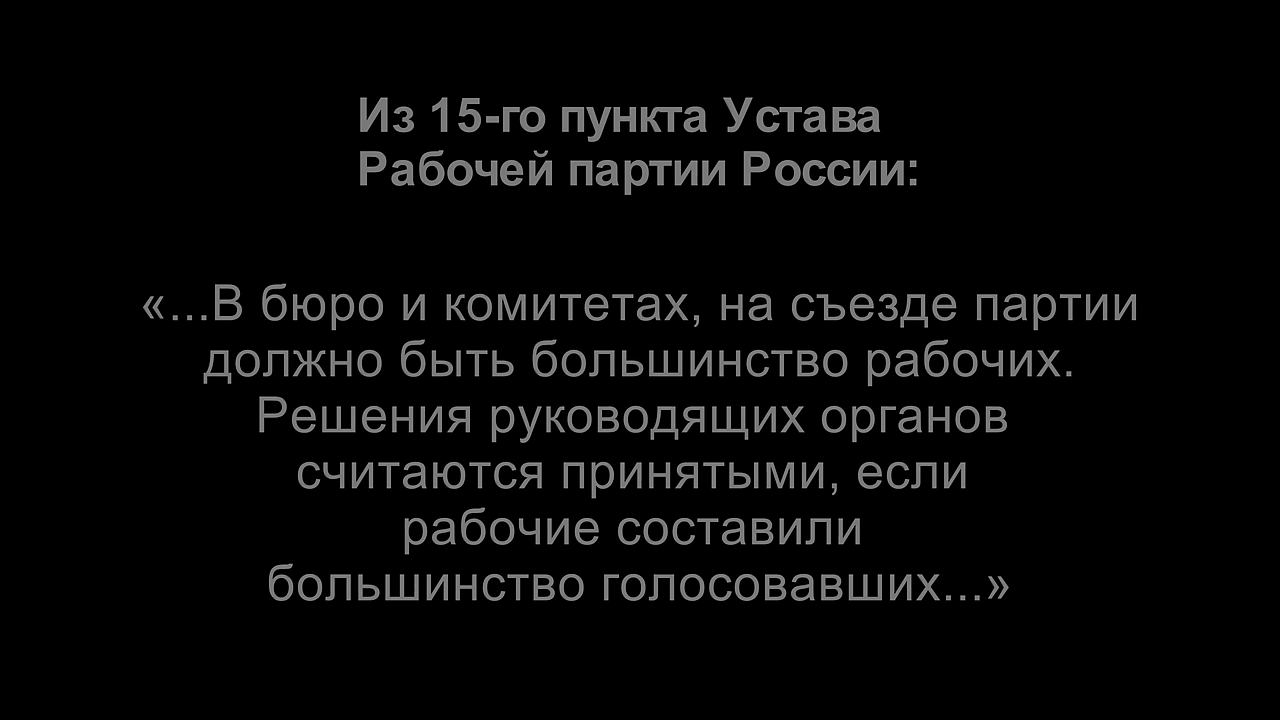 Из 15-го пункта Устава
Рабочей партии России:
«...В бюро и комитетах, на съезде партии
должно быть большинство рабочих.
Решения руководящих органов
считаются принятыми, если
рабочие составили
большинство голосовавших...»